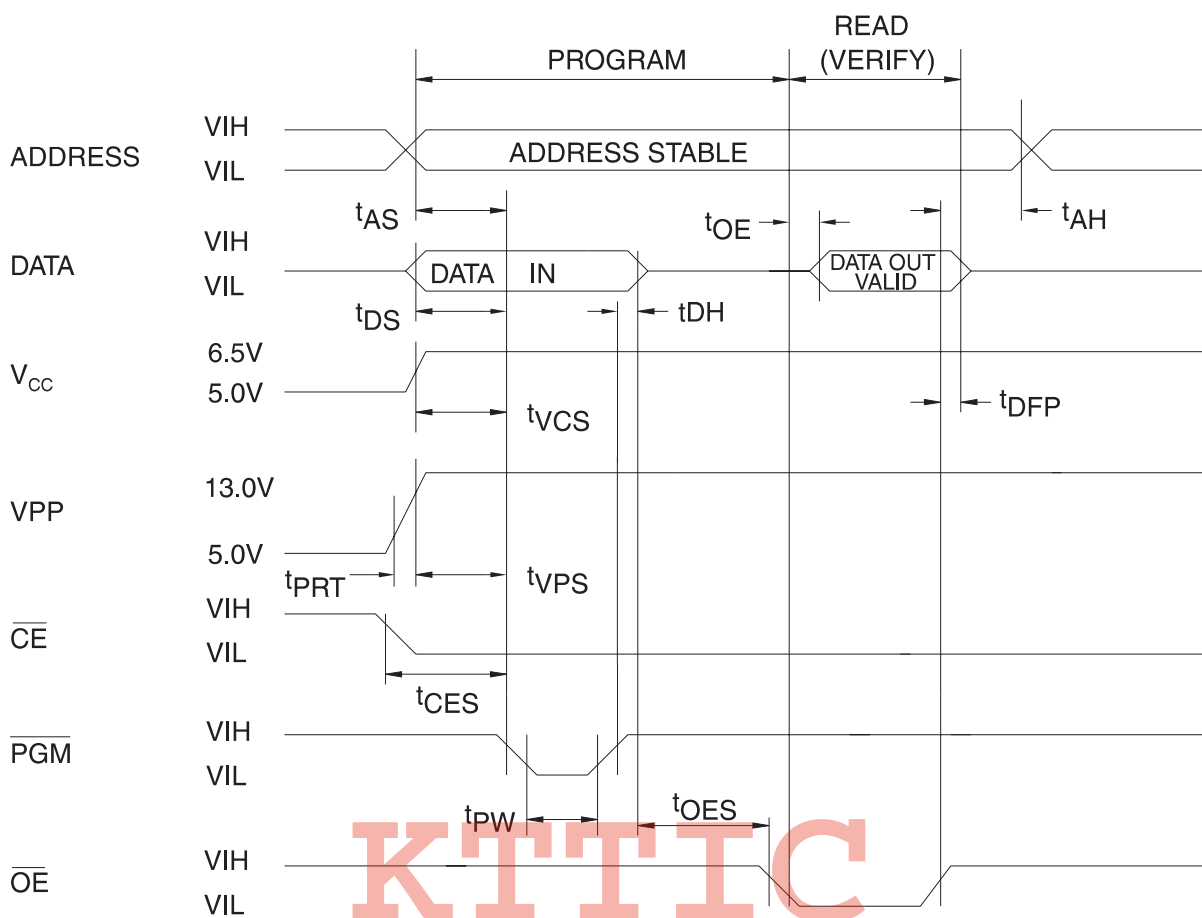 READ
PROGRAM (VERIFY)
VIH
ADDRESS ADDRESS STABLE
VIL
tAS tOE tAH
VIH
DATA DATA IN DATA OUT
VALID
VIL
tDS tDH
6.5V
VCC
5.0V
tVCS tDFP
13.0V
VPP
5.0V
tPRT tVPS
VIH
CE
VIL
tCES
VIH
PGM
VIL
tPW tOES
KTTIC
VIH
OE
VIL